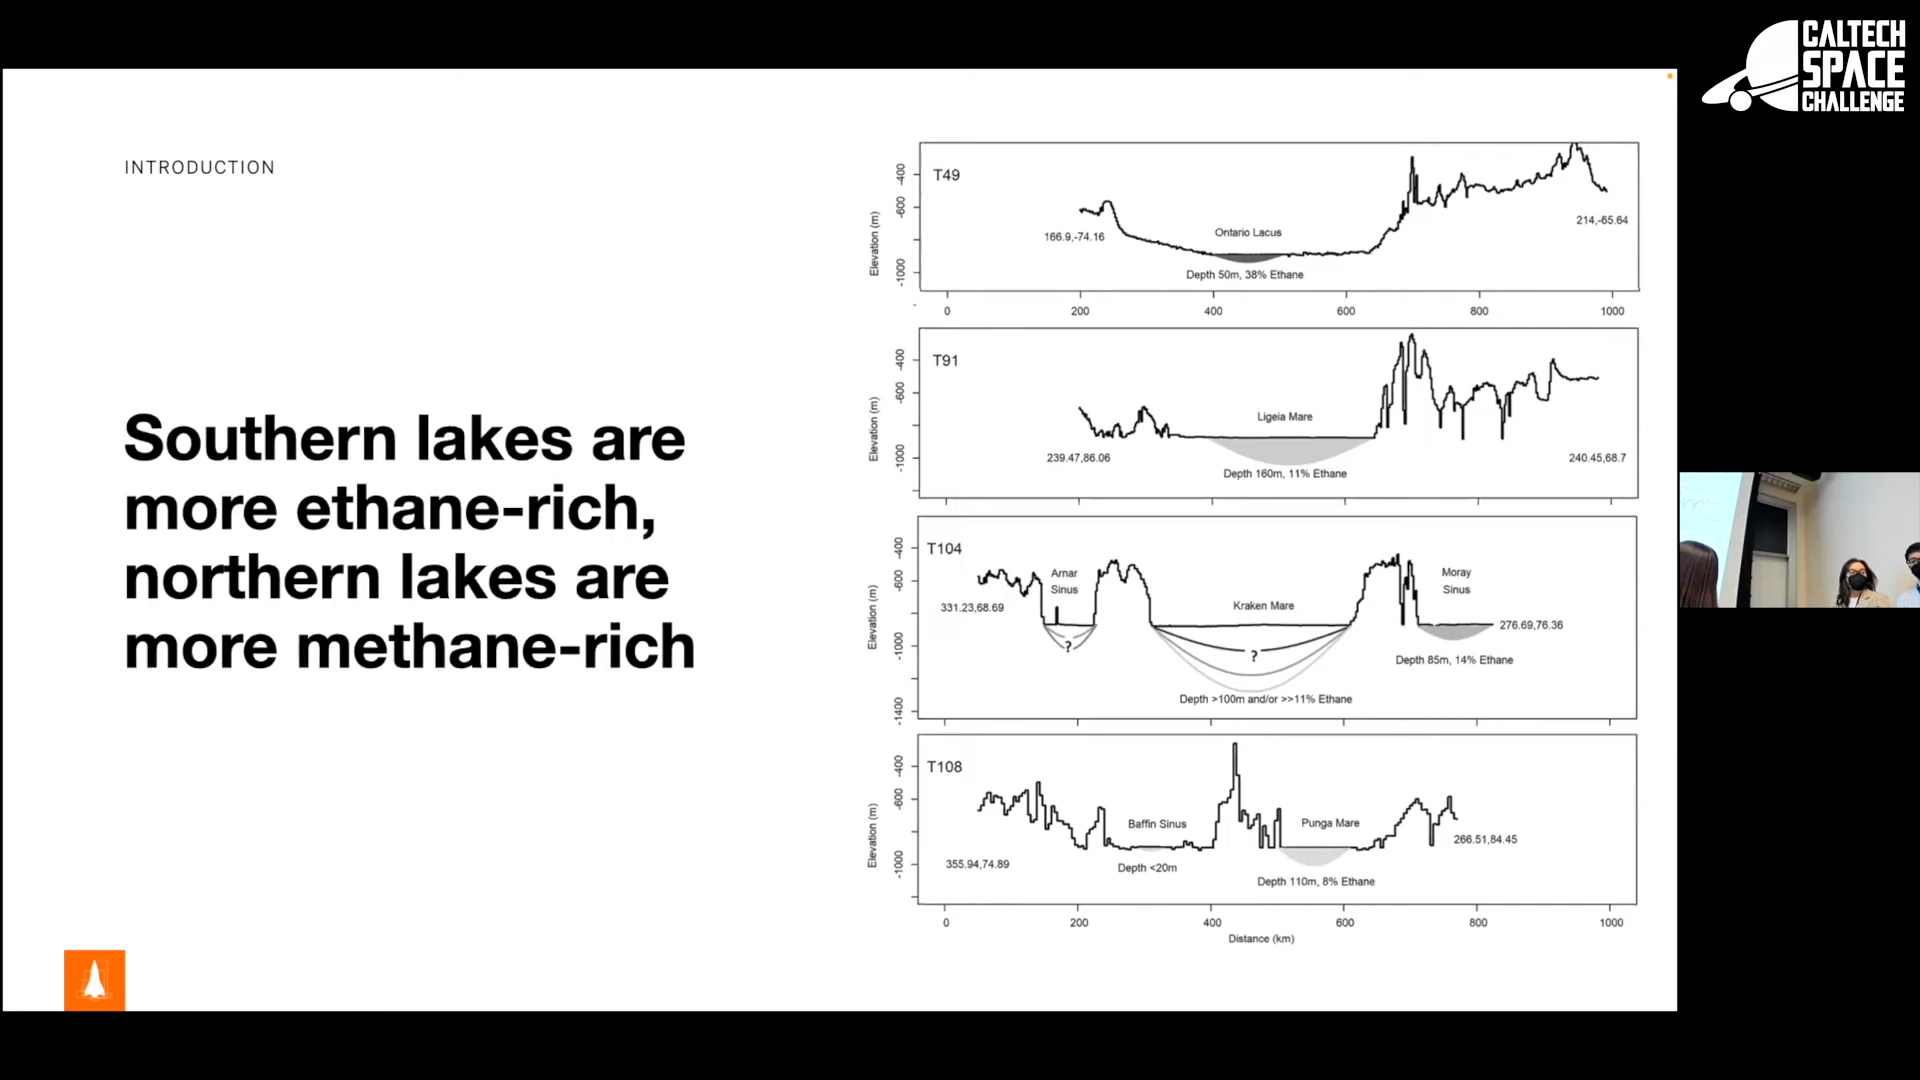 CALTECH
SPACE
CHALLENGE
INTRODUCTION
Southern lakes are
more ethane-rich,
northern lakes are
more methane-rich
T49
Elevation (m)
-400
-600
-1000
166.9,-74.16
Ontario Lacus
Depth 50m, 38% Ethane
214,-65.64
0 200 400 600 800 1000
T91
Elevation (m)
-400
-600
-1000
239.47,86.06
Ligeia Mare
Depth 160m, 11% Ethane
240.45,68.7
T104
Elevation (m)
-400
-600
-1000
-1400
331.23,68.69
Arnar
Sinus
?
Kraken Mare
?
Depth >100m and/or >>11% Ethane
Moray
Sinus
276.69,76.36
Depth 85m, 14% Ethane
T108
Elevation (m)
-400
-600
-1000
355.94,74.89
Baffin Sinus
Depth <20m
Punga Mare
Depth 110m, 8% Ethane
266.51,84.45
0 200 400 600 800 1000
Distance (km)